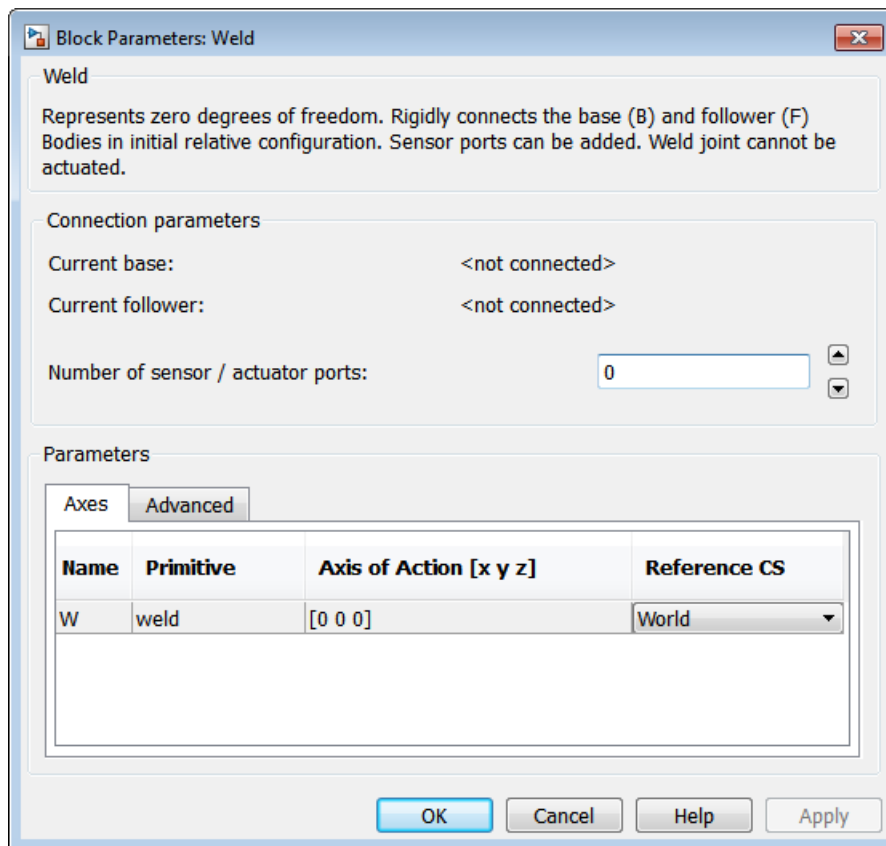 Block Parameters: Weld
Weld
Represents zero degrees of freedom. Rigidly connects the base (B) and follower (F)
Bodies in initial relative configuration. Sensor ports can be added. Weld joint cannot be
actuated.
Connection parameters
Current base: <not connected>
Current follower: <not connected>
Number of sensor / actuator ports: 0
Parameters
Axes Advanced
Name Primitive Axis of Action [x y z] Reference CS
W weld [0 0 0] World
OK Cancel Help Apply